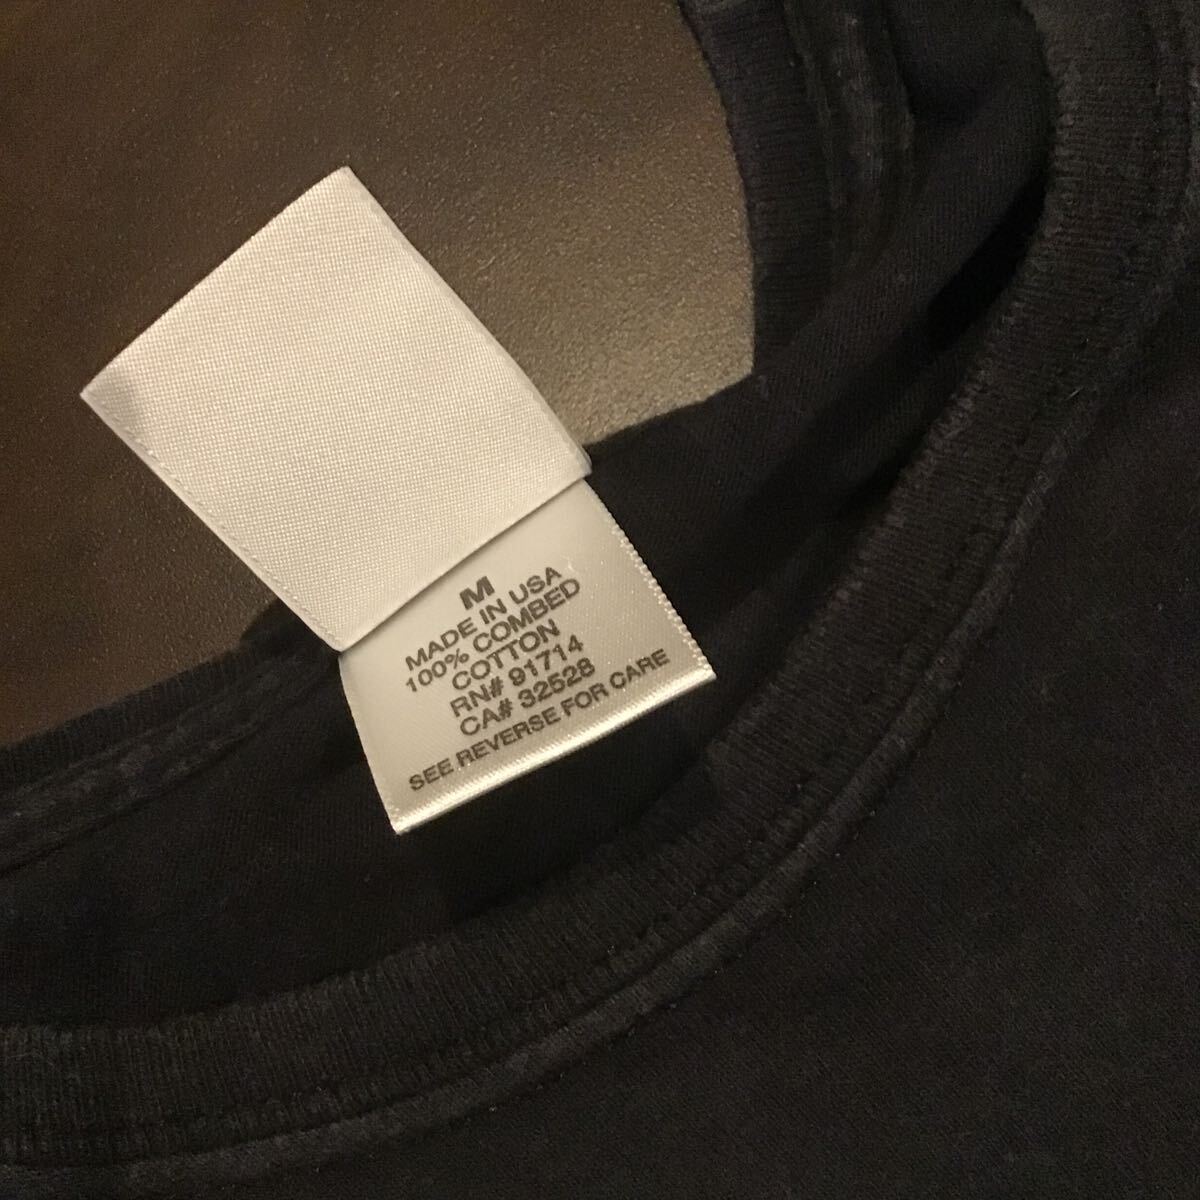 M
MADE IN USA
100% COMBED
COTTON
RN# 91714
CA# 32528
SEE REVERSE FOR CARE